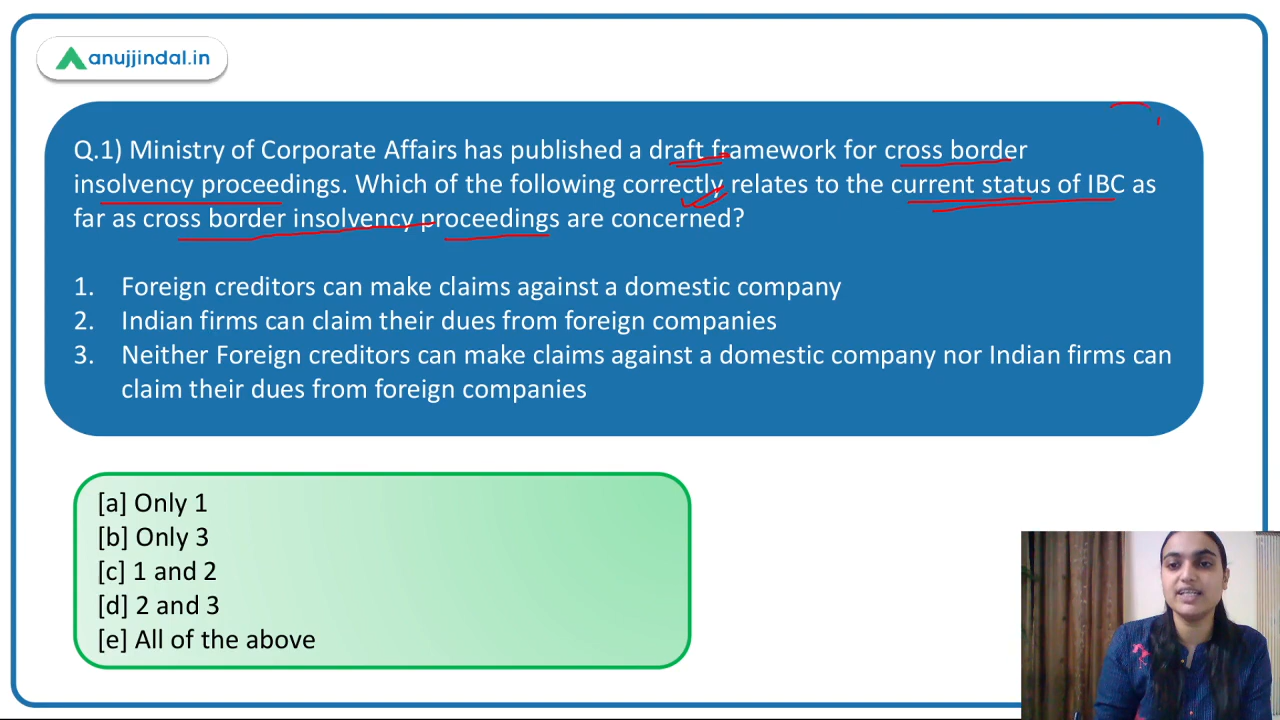 anujjindal.in
Q.1) Ministry of Corporate Affairs has published a draft framework for cross border
insolvency proceedings. Which of the following correctly relates to the current status of IBC as
far as cross border insolvency proceedings are concerned?
1. Foreign creditors can make claims against a domestic company
2. Indian firms can claim their dues from foreign companies
3. Neither Foreign creditors can make claims against a domestic company nor Indian firms can
claim their dues from foreign companies
[a] Only 1
[b] Only 3
[c] 1 and 2
[d] 2 and 3
[e] All of the above